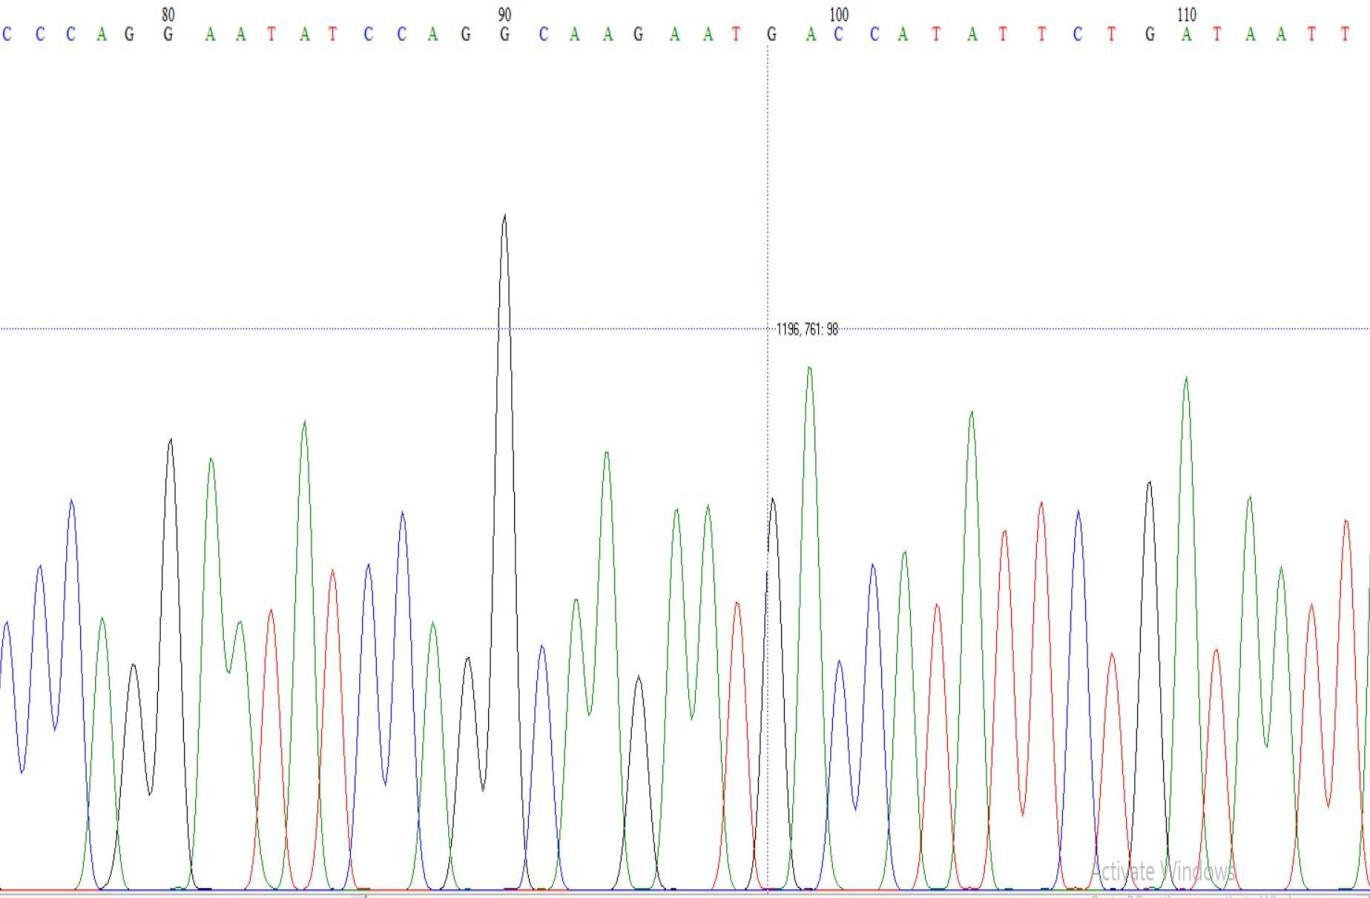 80 90 100 110
C C C A G G A A T A T C C A G G C A A G A A T G A C C A T A T T C T G A T A A T T
1196, 761: 98
Activate Windows